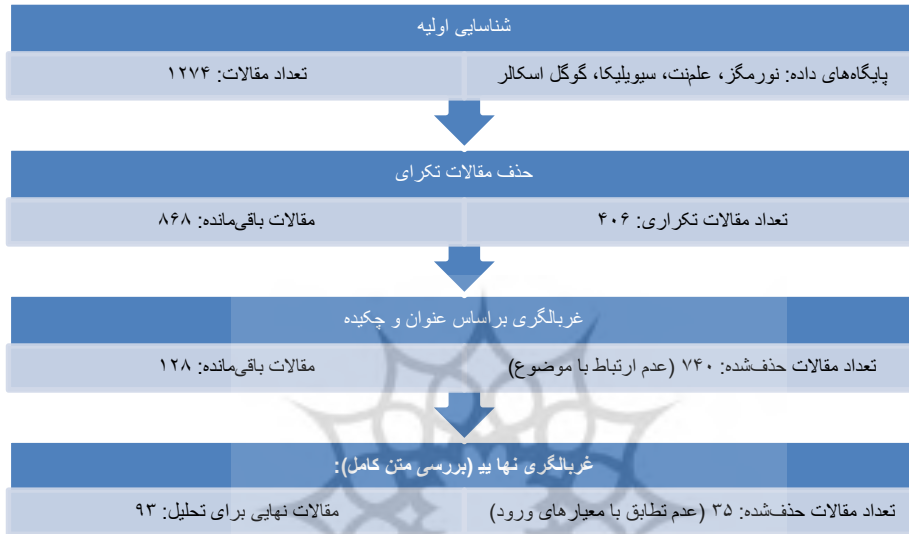 شناسایی اولیه
پایگاه‌های داده: نورمگز، علم‌نت، سیویلیکا، گوگل اسکالر
تعداد مقالات: ۱۲۷۴
حذف مقالات تکرای
تعداد مقالات تکراری: ۴۰۶
مقالات باقی‌مانده: ۸۶۸
غربالگری براساس عنوان و چکیده
تعداد مقالات حذف‌شده: ۷۴۰ (عدم ارتباط با موضوع)
مقالات باقی‌مانده: ۱۲۸
غربالگری نها یﯾ (بررسی متن کامل):
تعداد مقالات حذف‌شده: ۳۵ (عدم تطابق با معیارهای ورود)
مقالات نهایی برای تحلیل: ۹۳